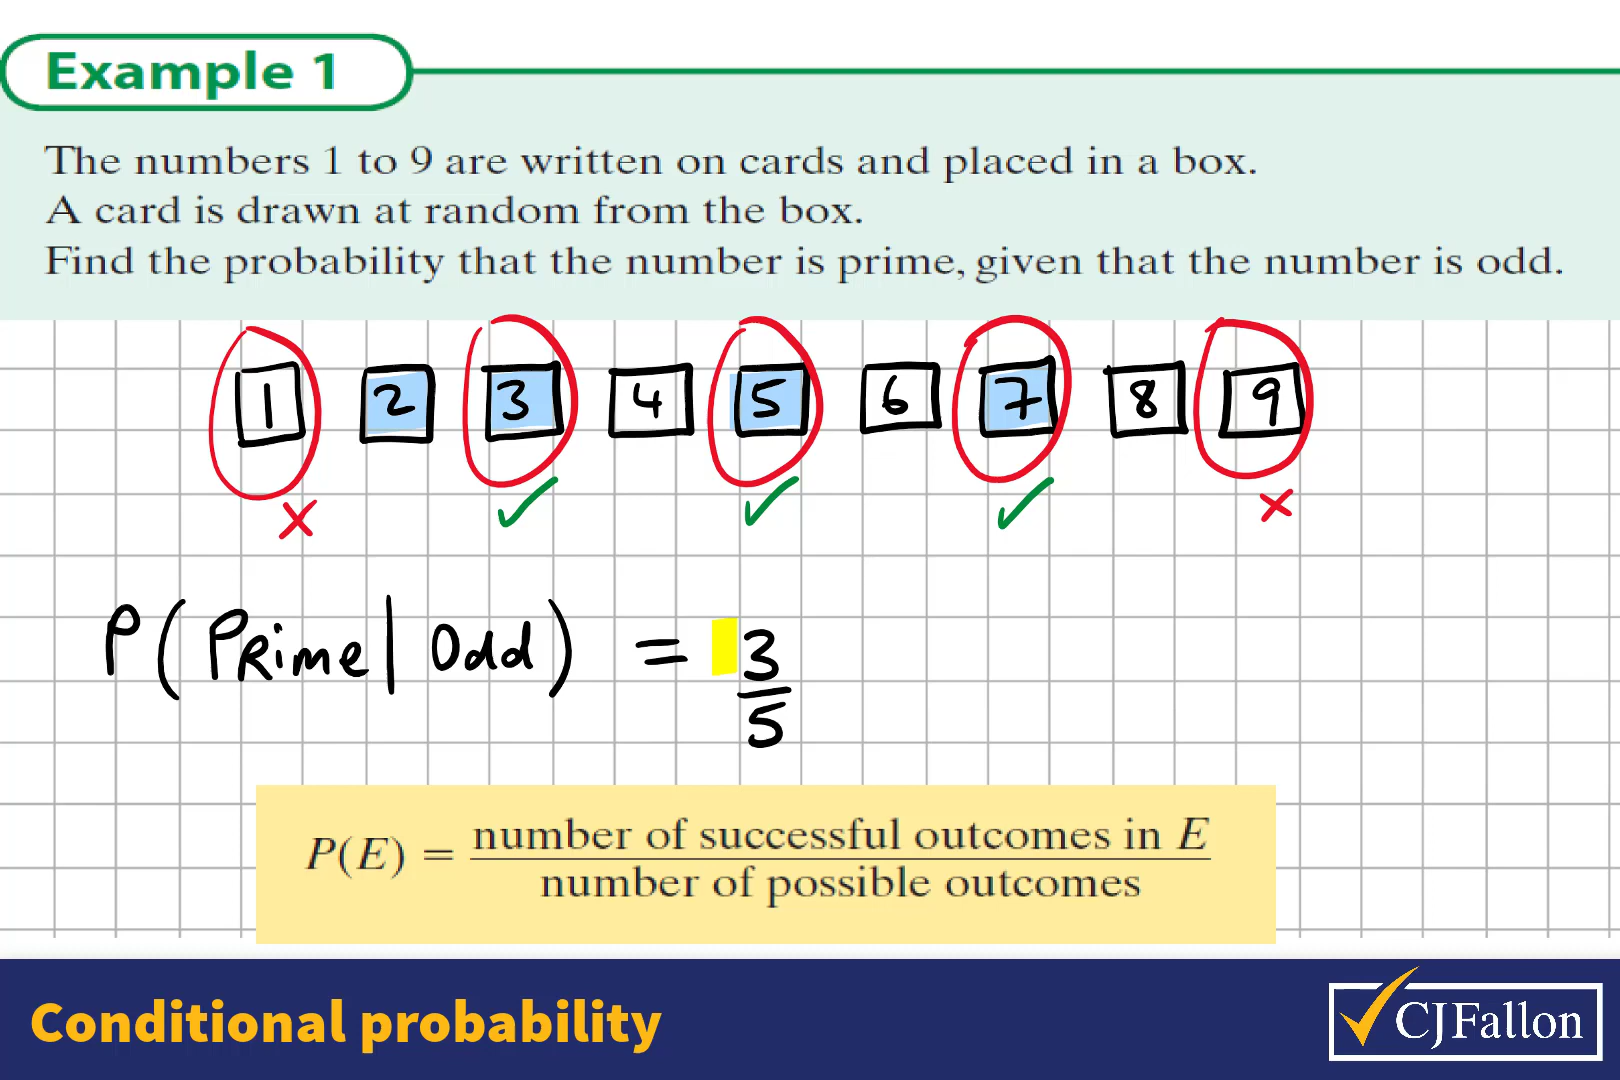 Example 1
The numbers 1 to 9 are written on cards and placed in a box.
A card is drawn at random from the box.
Find the probability that the number is prime, given that the number is odd.
1 2 3 4 5 6 7 8 9
P(PRime| Odd) = 3/5
P(E) = number of successful outcomes in E / number of possible outcomes
Conditional probability
CJFallon